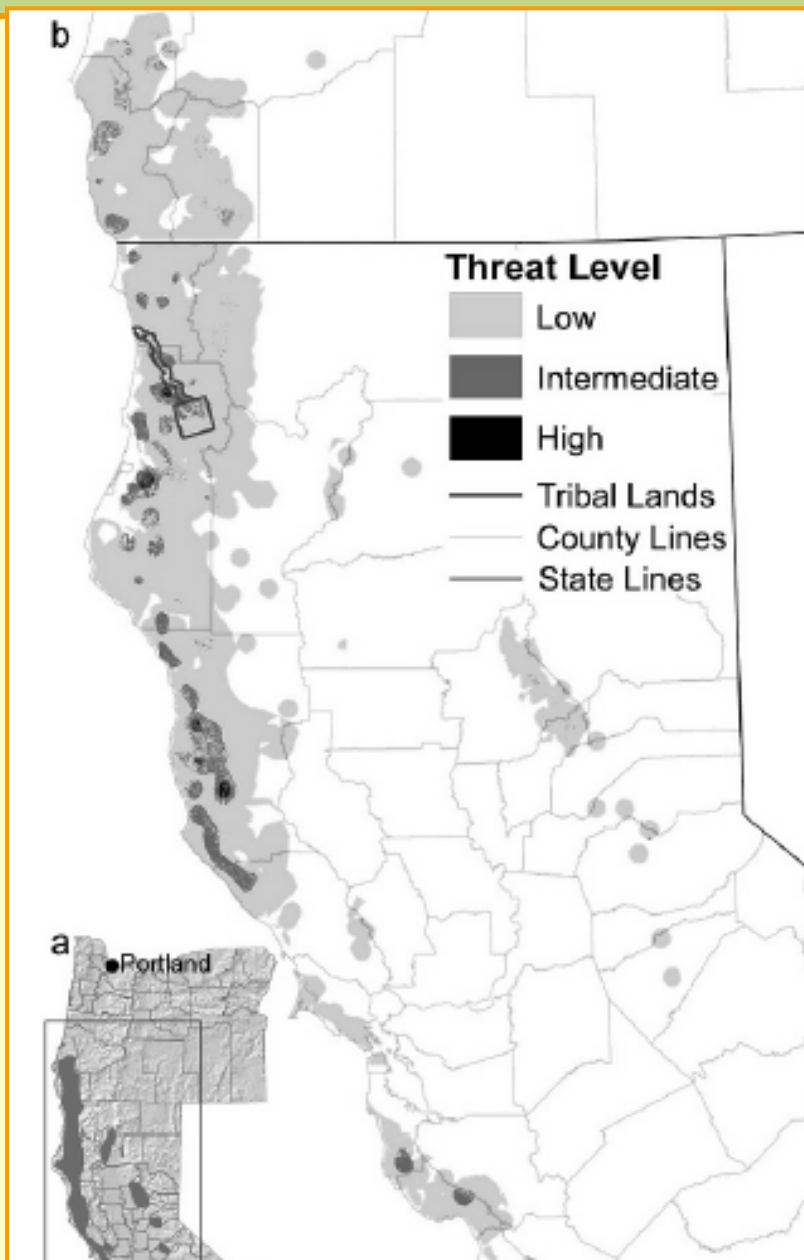 b
Threat Level
Low
Intermediate
High
Tribal Lands
County Lines
State Lines
a
Portland